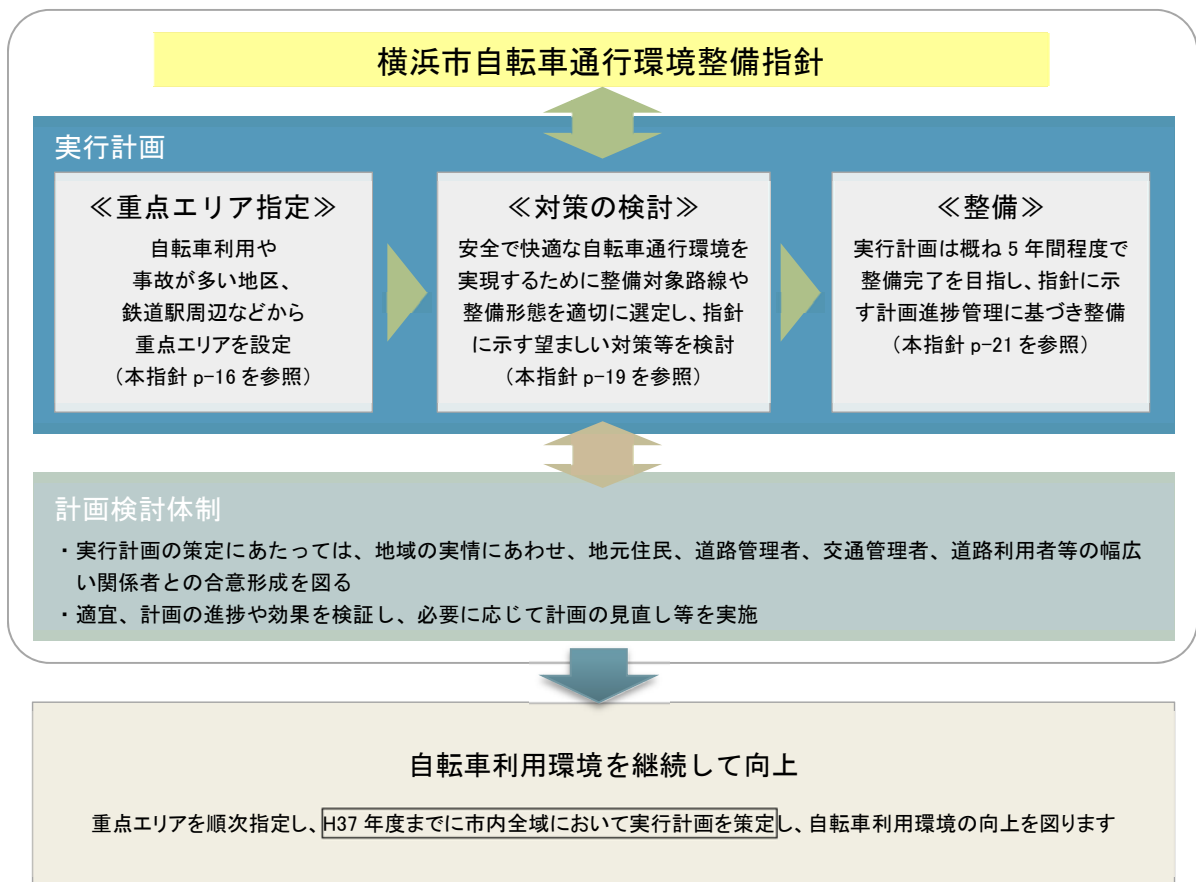 横浜市自転車通行環境整備指針
実行計画
≪重点エリア指定≫
自転車利用や
事故が多い地区、
鉄道駅周辺などから
重点エリアを設定
（本指針 p-16 を参照）
≪対策の検討≫
安全で快適な自転車通行環境を
実現するために整備対象路線や
整備形態を適切に選定し、指針
に示す望ましい対策等を検討
（本指針 p-19 を参照）
≪整備≫
実行計画は概ね 5 年間程度で
整備完了を目指し、指針に示
す計画進捗管理に基づき整備
（本指針 p-21 を参照）
計画検討体制
・実行計画の策定にあたっては、地域の実情にあわせ、地元住民、道路管理者、交通管理者、道路利用者等の幅広
い関係者との合意形成を図る
・適宜、計画の進捗や効果を検証し、必要に応じて計画の見直し等を実施
自転車利用環境を継続して向上
重点エリアを順次指定し、H37 年度までに市内全域において実行計画を策定し、自転車利用環境の向上を図ります